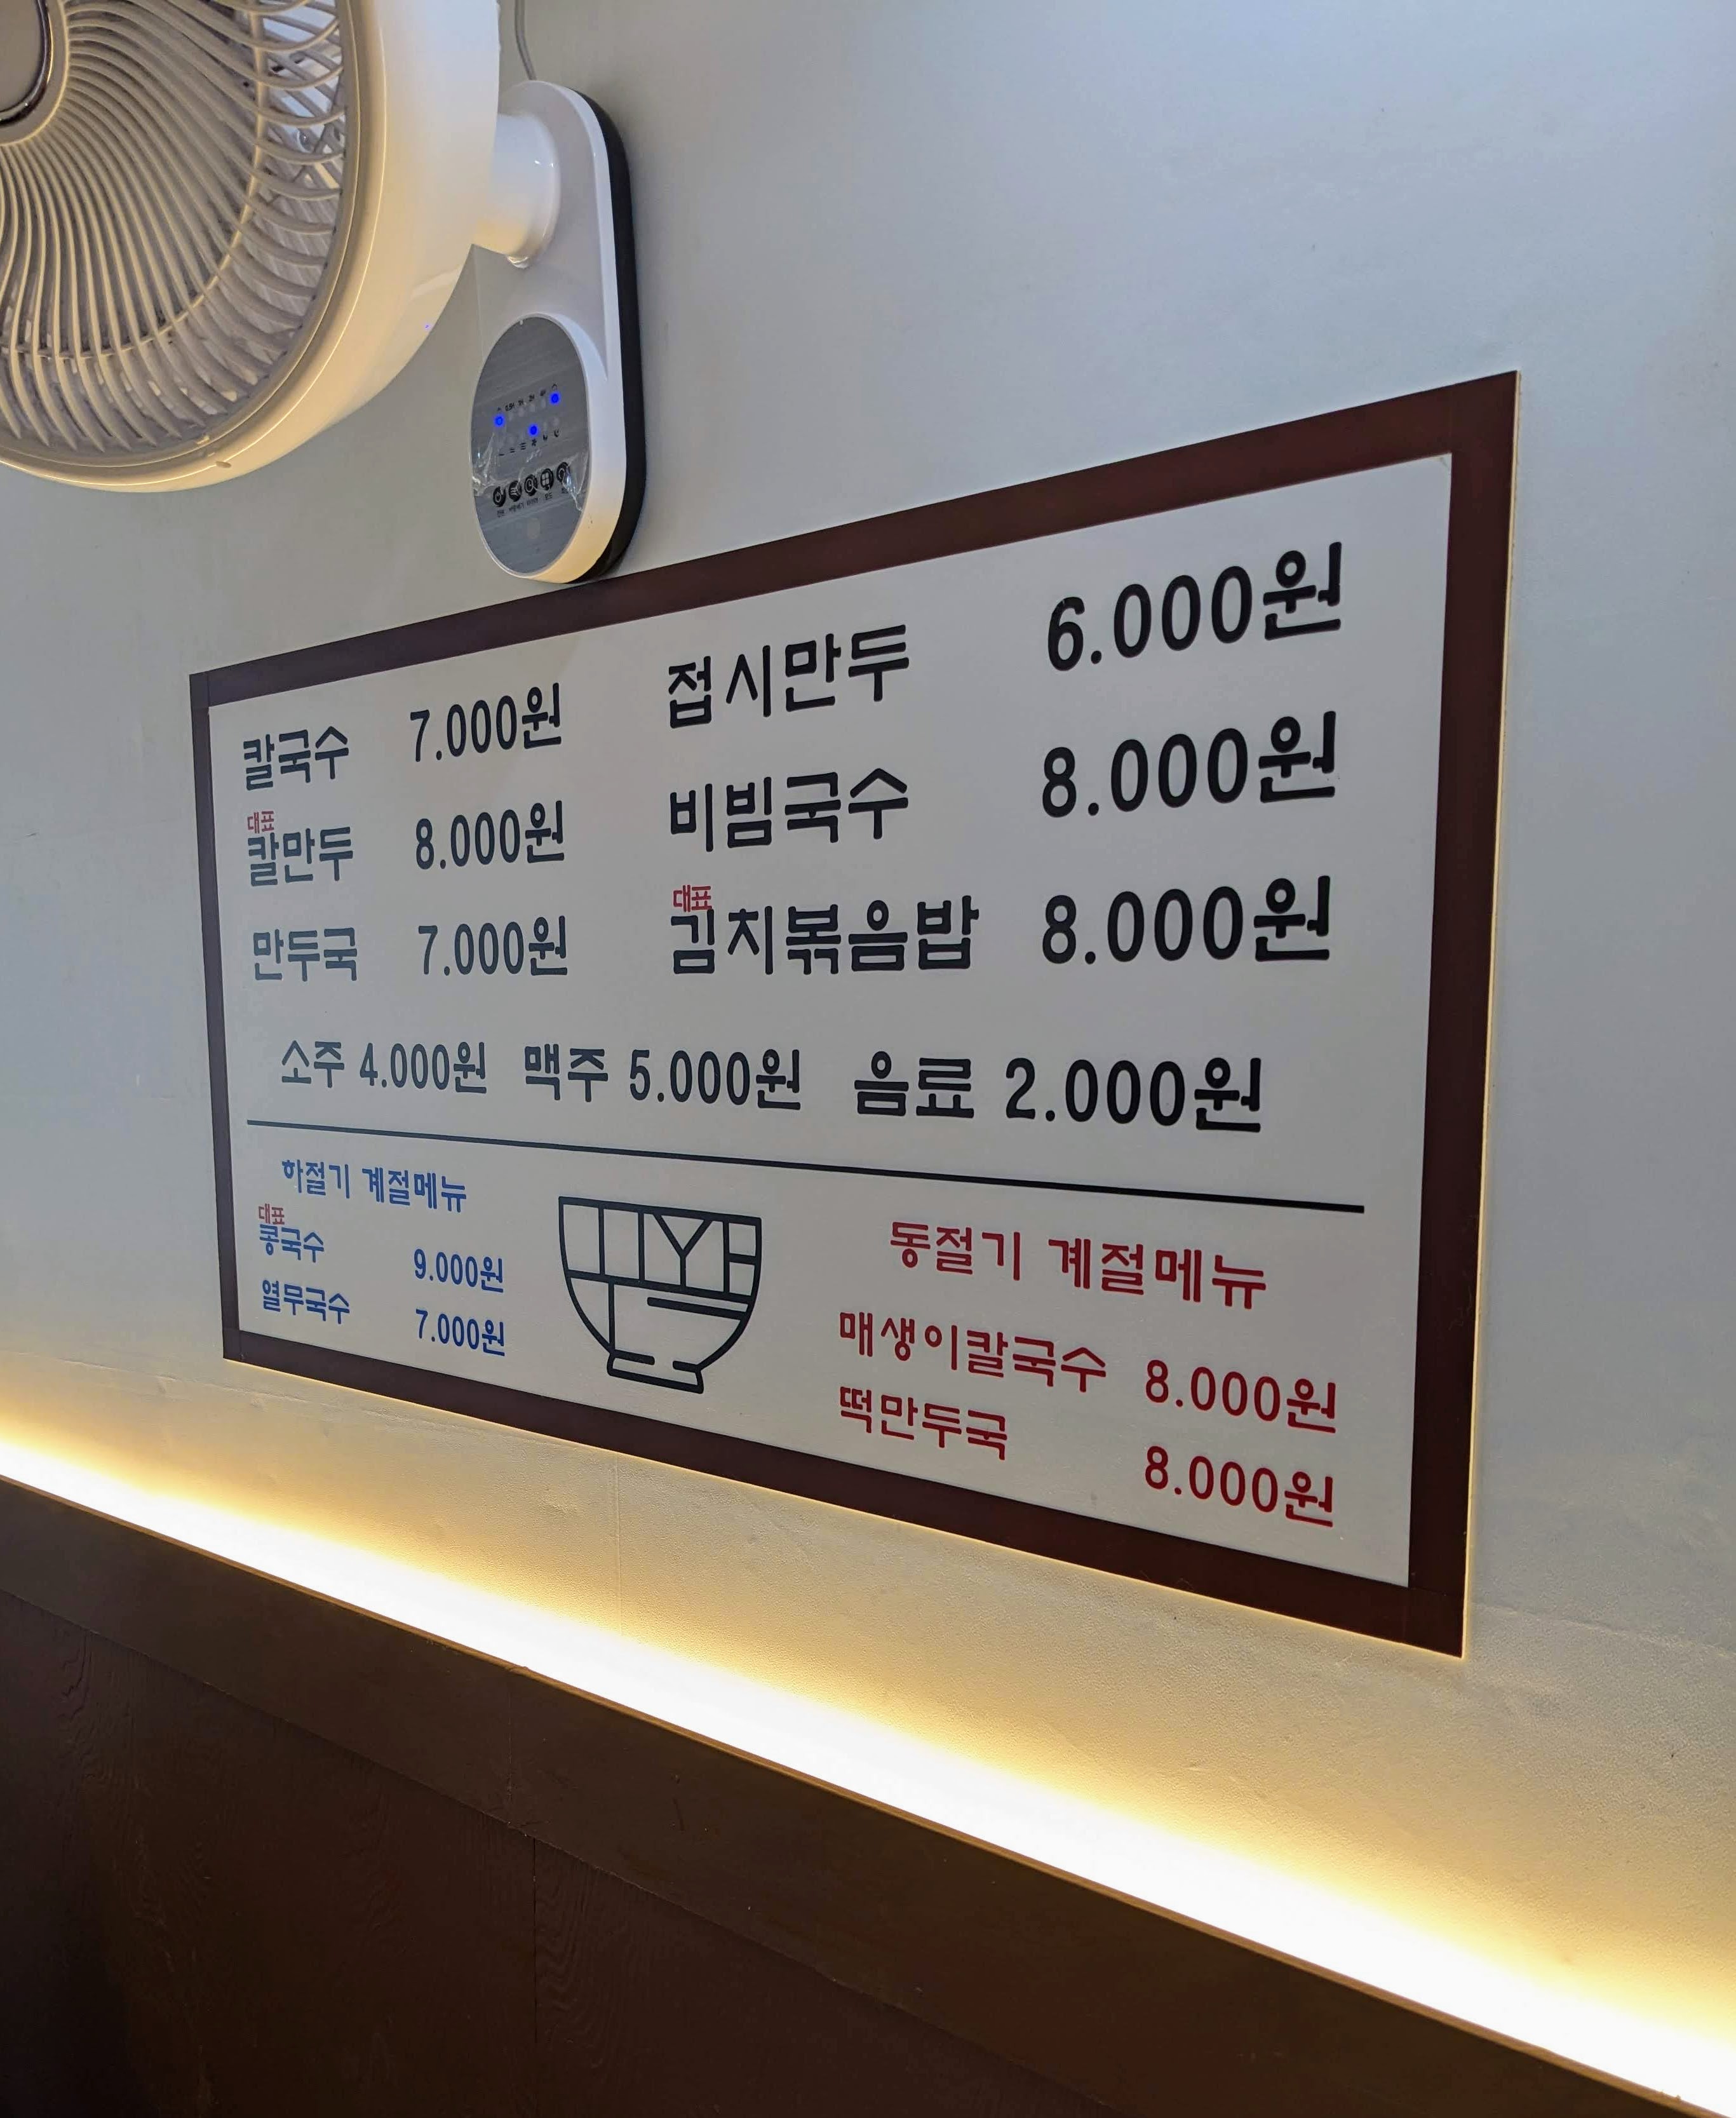 칼국수 7.000원
대표
칼만두 8.000원
만두국 7.000원
접시만두 6.000원
비빔국수 8.000원
대표
김치볶음밥 8.000원
소주 4.000원 맥주 5.000원 음료 2.000원
하절기 계절메뉴
대표
콩국수 9.000원
열무국수 7.000원
동절기 계절메뉴
매생이칼국수 8.000원
떡만두국 8.000원